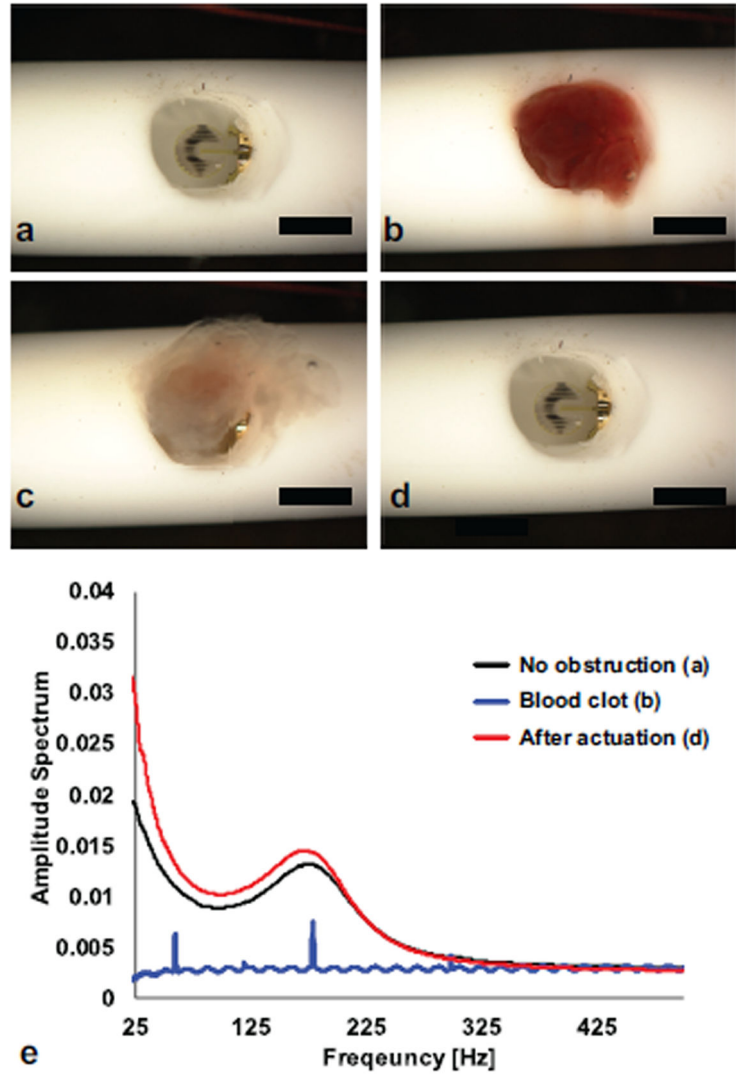 a
b
c
d
0.04
0.035
0.03
0.025
0.02
0.015
0.01
0.005
0
Amplitude Spectrum
No obstruction (a)
Blood clot (b)
After actuation (d)
25 125 225 325 425
Freqeuncy [Hz]
e